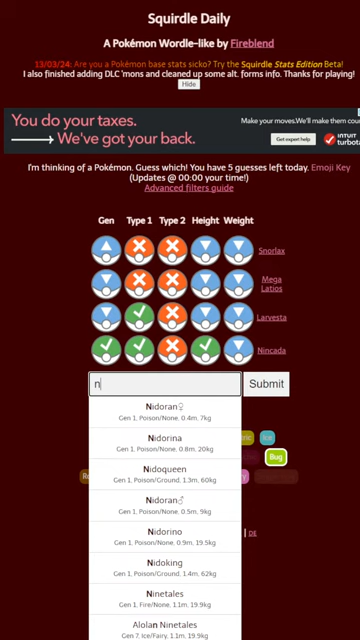 Squirdle Daily
A Pokémon Wordle-like by Fireblend
13/03/24: Are you a Pokémon base stats sicko? Try the Squirdle Stats Edition Beta!
I also finished adding DLC 'mons and cleaned up some alt. forms info. Thanks for playing!
Hide
You do your taxes.
We've got your back.
Make your moves. We'll make them cou
Get expert help.
intuit
turbota
I'm thinking of a Pokémon. Guess which! You have 5 guesses left today. Emoji Key
(Updates @ 00:00 your time!)
Advanced filters guide
Gen Type 1 Type 2 Height Weight
Snorlax
Mega
Latios
Larvesta
Nincada
n
Submit
Nidoran♀
Gen 1, Poison/None, 0.4m, 7kg
Nidorina
Gen 1, Poison/None, 0.8m, 20kg
Nidoqueen
Gen 1, Poison/Ground, 1.3m, 60kg
Nidoran♂
Gen 1, Poison/None, 0.5m, 9kg
Nidorino
Gen 1, Poison/None, 0.9m, 19.5kg
Nidoking
Gen 1, Poison/Ground, 1.4m, 62kg
Ninetales
Gen 1, Fire/None, 1.1m, 19.9kg
Alolan Ninetales
Gen 7, Ice/Fairy, 1.1m, 19.9kg
Ice
Bug
| DE